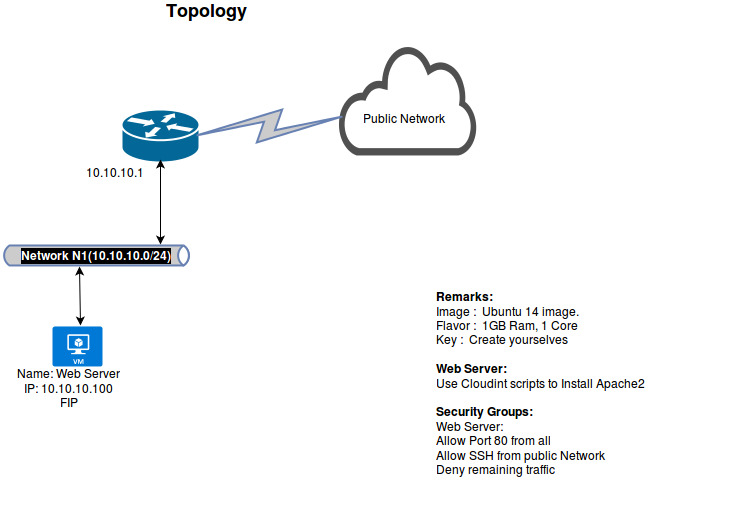 Topology
Public Network
10.10.10.1
Network N1(10.10.10.0/24)
VM
Name: Web Server
IP: 10.10.10.100
FIP
Remarks:
Image : Ubuntu 14 image.
Flavor : 1GB Ram, 1 Core
Key : Create yourselves
Web Server:
Use Cloudint scripts to Install Apache2
Security Groups:
Web Server:
Allow Port 80 from all
Allow SSH from public Network
Deny remaining traffic